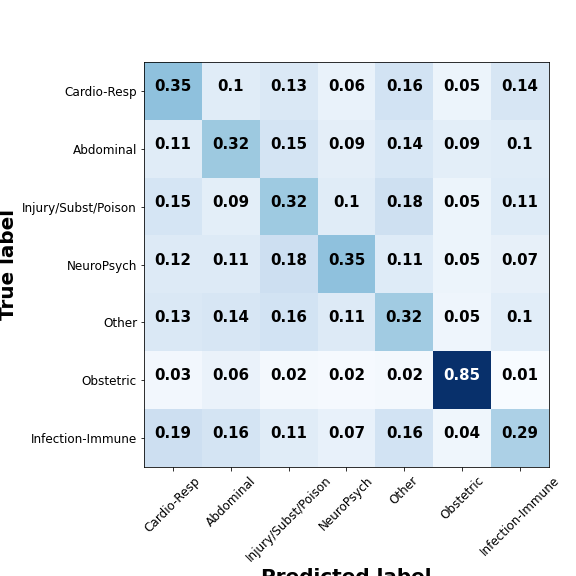 True label
Cardio-Resp 0.35 0.1 0.13 0.06 0.16 0.05 0.14
Abdominal 0.11 0.32 0.15 0.09 0.14 0.09 0.1
Injury/Subst/Poison 0.15 0.09 0.32 0.1 0.18 0.05 0.11
NeuroPsych 0.12 0.11 0.18 0.35 0.11 0.05 0.07
Other 0.13 0.14 0.16 0.11 0.32 0.05 0.1
Obstetric 0.03 0.06 0.02 0.02 0.02 0.85 0.01
Infection-Immune 0.19 0.16 0.11 0.07 0.16 0.04 0.29
Cardio-Resp Abdominal Injury/Subst/Poison NeuroPsych Other Obstetric Infection-Immune
Predicted label